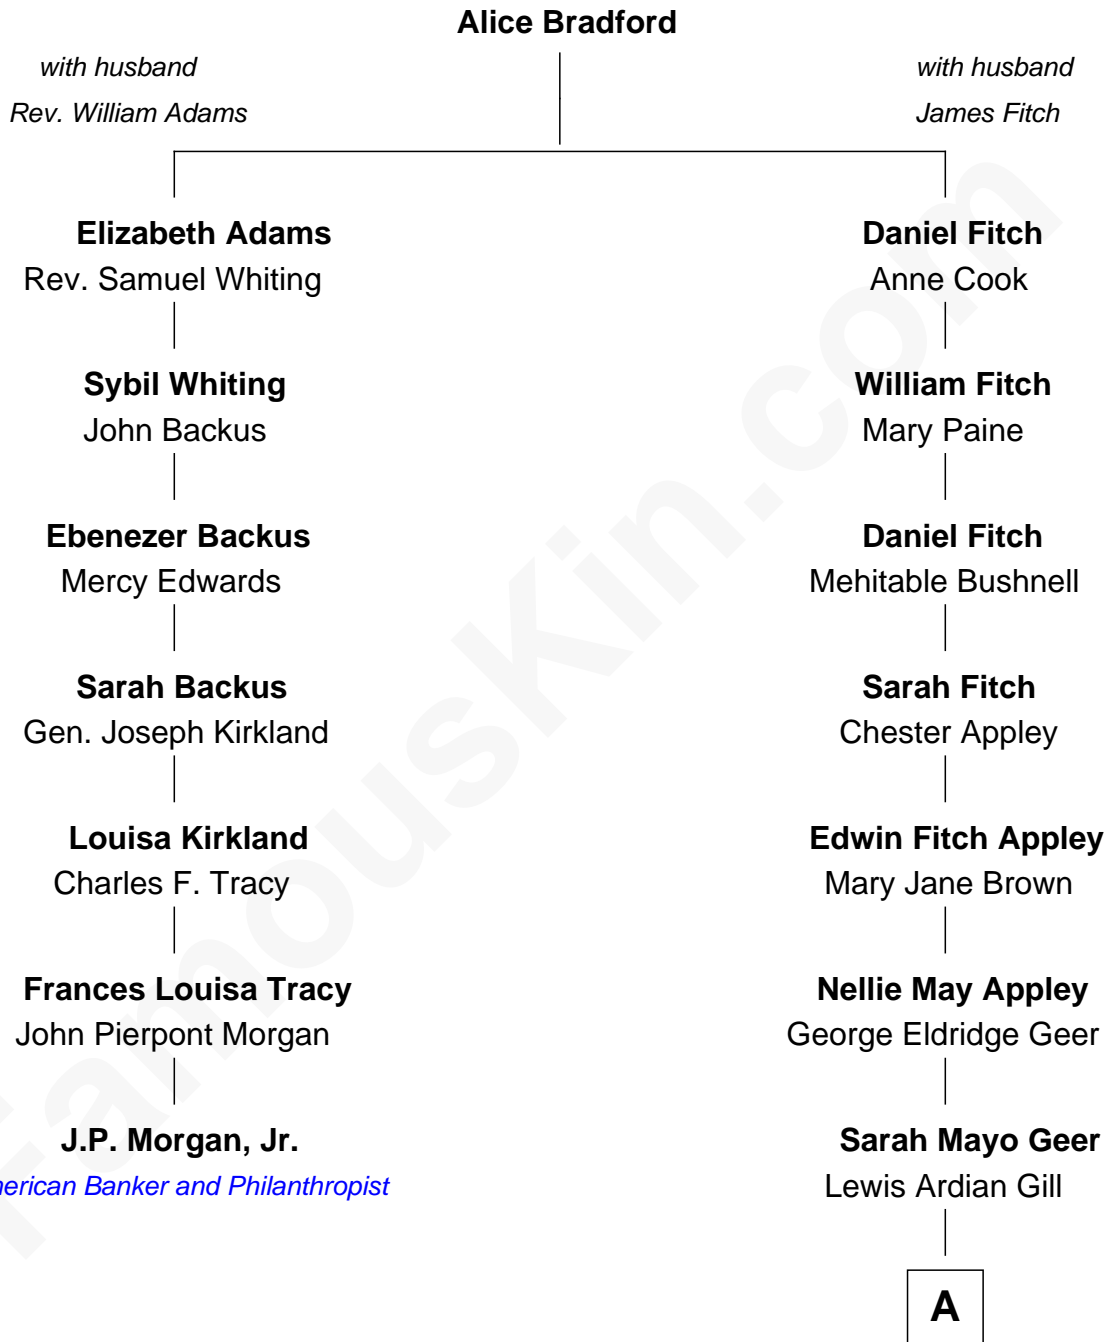 Alice Bradford
with husband
Rev. William Adams
with husband
James Fitch
Elizabeth Adams
Rev. Samuel Whiting
Daniel Fitch
Anne Cook
Sybil Whiting
John Backus
William Fitch
Mary Paine
Ebenezer Backus
Mercy Edwards
Daniel Fitch
Mehitable Bushnell
Sarah Backus
Gen. Joseph Kirkland
Sarah Fitch
Chester Appley
Louisa Kirkland
Charles F. Tracy
Edwin Fitch Appley
Mary Jane Brown
Frances Louisa Tracy
John Pierpont Morgan
Nellie May Appley
George Eldridge Geer
J.P. Morgan, Jr.
merican Banker and Philanthropist
Sarah Mayo Geer
Lewis Ardian Gill
A
FamousKin.com